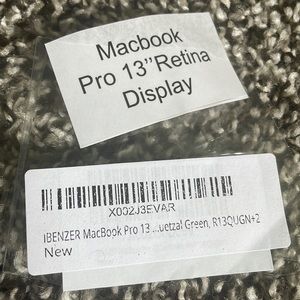 Macbook
Pro 13" Retina
Display
X002J3EVAR
iBENZER MacBook Pro 13 ...uetzal Green, R13QUGN+2
New